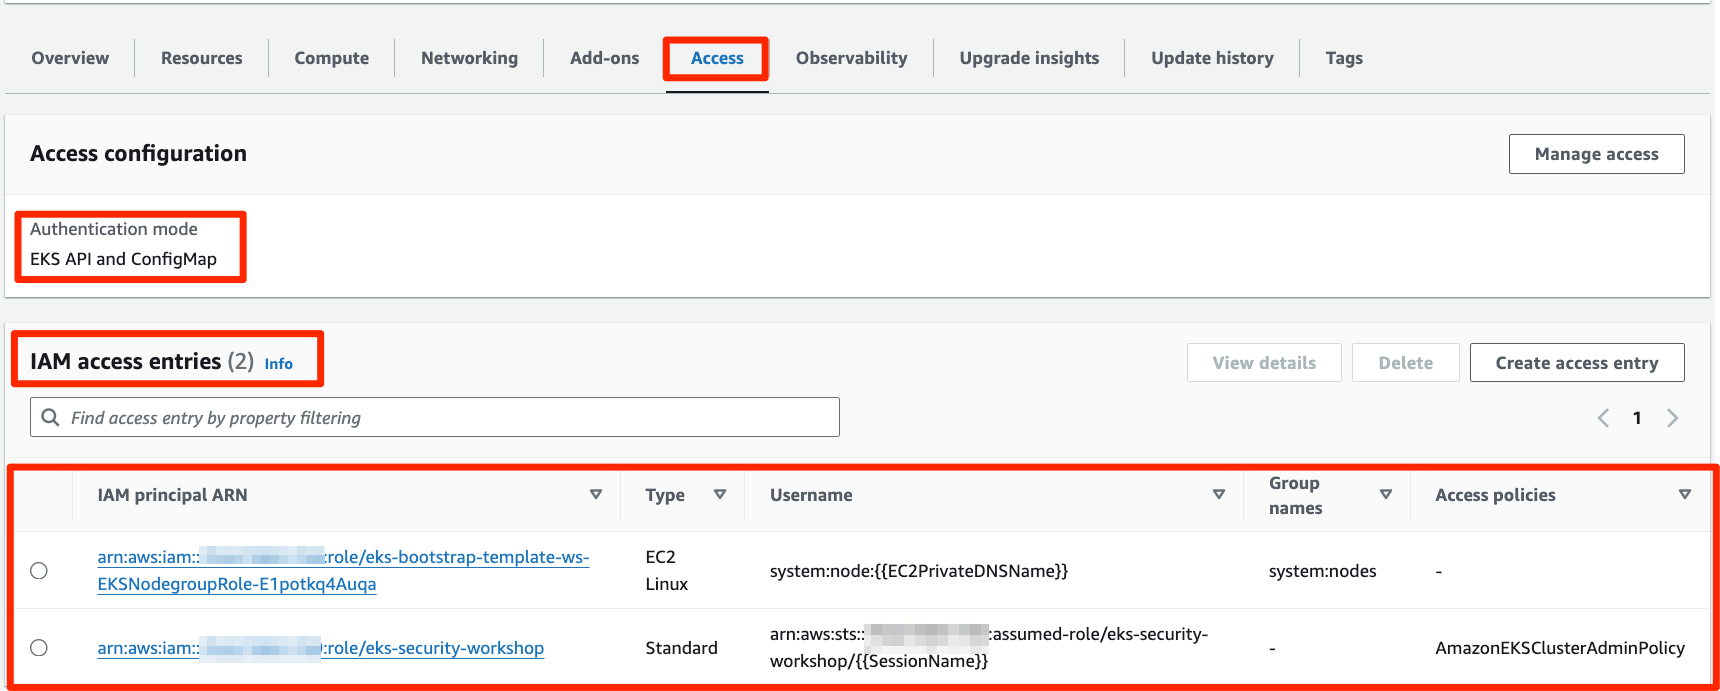 Overview Resources Compute Networking Add-ons Access Observability Upgrade insights Update history Tags
Access configuration
Manage access
Authentication mode
EKS API and ConfigMap
IAM access entries (2) Info
View details Delete Create access entry
Find access entry by property filtering
1
IAM principal ARN Type Username Group names Access policies
arn:aws:iam:: :role/eks-bootstrap-template-ws-
EKSNodegroupRole-E1potkq4Auqa
EC2
Linux
system:node:{{EC2PrivateDNSName}}
system:nodes
-
arn:aws:iam:: :role/eks-security-workshop
Standard
arn:aws:sts:: :assumed-role/eks-security-
workshop/{{SessionName}}
-
AmazonEKSClusterAdminPolicy